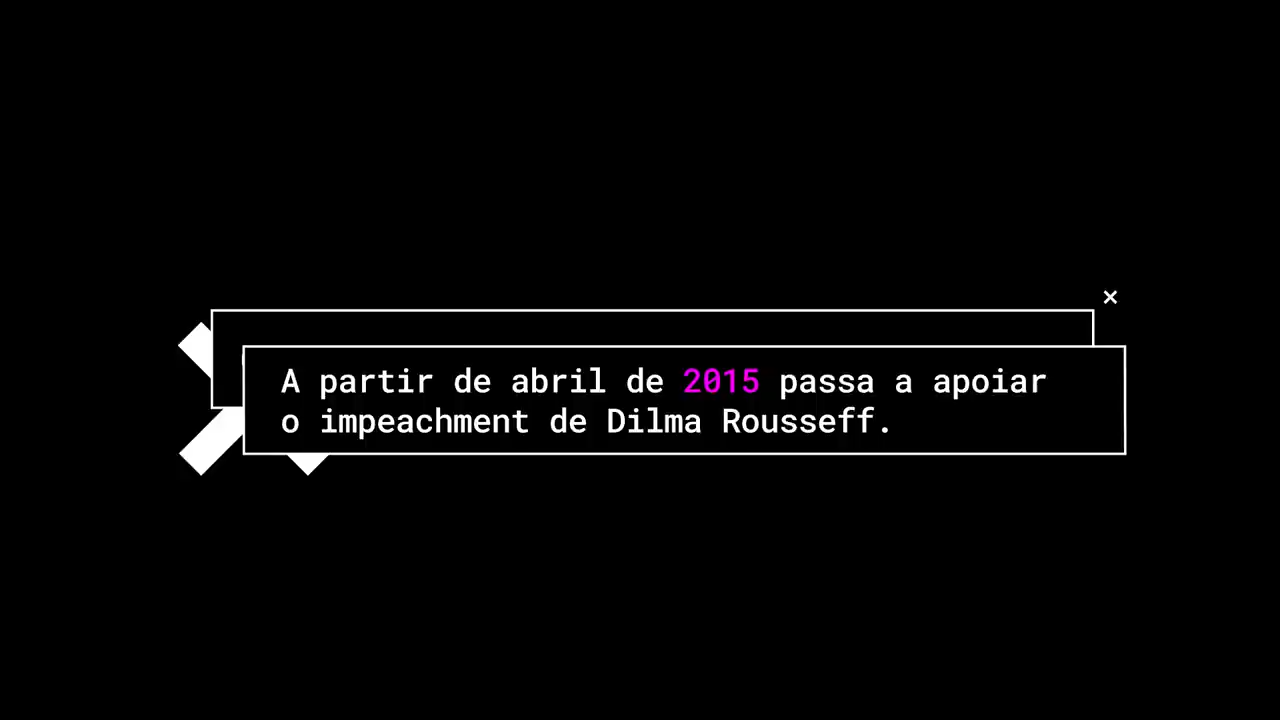 A partir de abril de 2015 passa a apoiar
o impeachment de Dilma Rousseff.